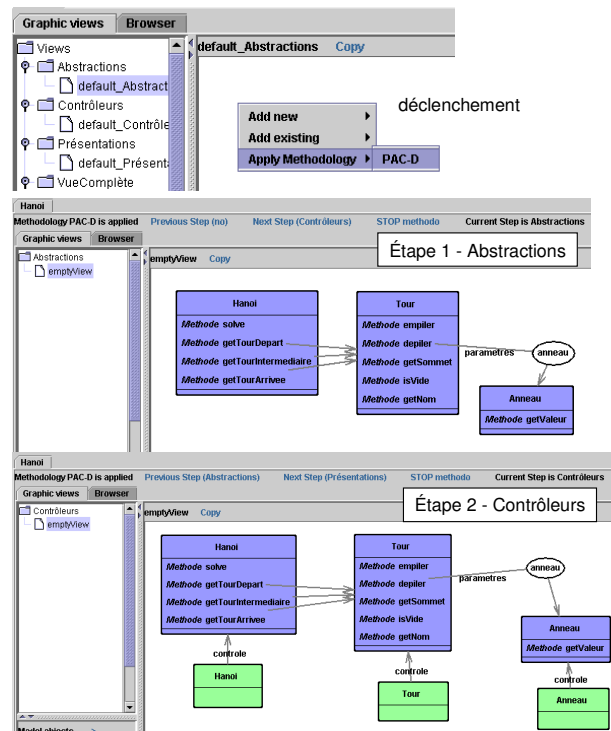 Graphic views Browser
Views
default_Abstractions Copy
Abstractions
default_Abstract
Contrôleurs
default_Contrôle
Présentations
default_Présent
VueComplète
déclenchement
Add new
Add existing
Apply Methodology PAC-D
Hanoi
Methodology PAC-D is applied Previous Step (no) Next Step (Contrôleurs) STOP methodo Current Step is Abstractions
Graphic views Browser
Étape 1 - Abstractions
Abstractions
emptyView
emptyView Copy
Hanoi
Methode solve
Methode getTourDepart
Methode getTourIntermediaire
Methode getTourArrivee
Tour
Methode empiler
Methode depiler
Methode getSommet
Methode isVide
Methode getNom
parametres
anneau
Anneau
Methode getValeur
Hanoi
Methodology PAC-D is applied Previous Step (Abstractions) Next Step (Présentations) STOP methodo Current Step is Contrôleurs
Graphic views Browser
Étape 2 - Contrôleurs
Contrôleurs
emptyView
emptyView Copy
Hanoi
Methode solve
Methode getTourDepart
Methode getTourIntermediaire
Methode getTourArrivee
Tour
Methode empiler
Methode depiler
Methode getSommet
Methode isVide
Methode getNom
parametres
anneau
Anneau
Methode getValeur
controle
controle
controle
Hanoi
Tour
Anneau